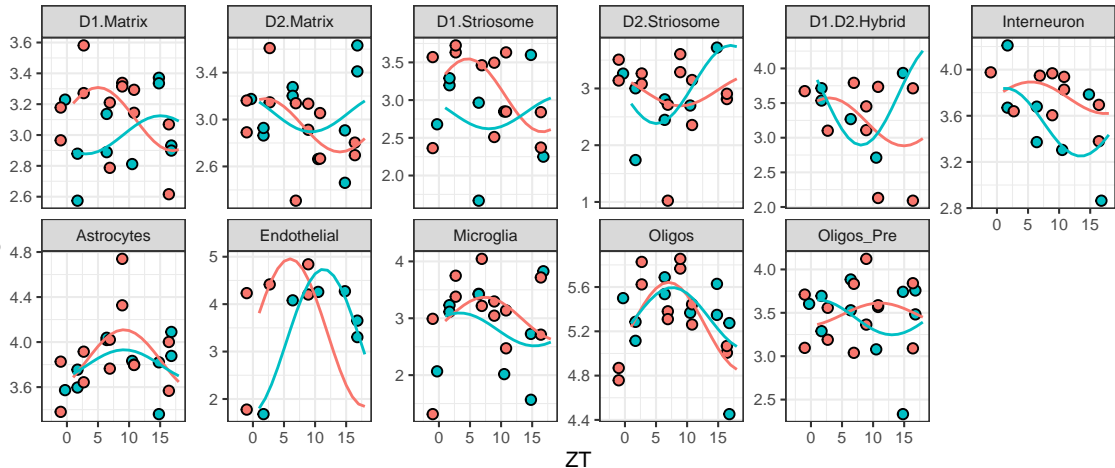 D1.Matrix D2.Matrix D1.Striosome D2.Striosome D1.D2.Hybrid Interneuron
3.6 3.4 3.2 3.0 2.8 2.6
3.4 3.0 2.6
3.5 3.0 2.5 2.0
3 2 1
4.0 3.5 3.0 2.5 2.0
4.0 3.6 3.2 2.8
Astrocytes Endothelial Microglia Oligos Oligos_Pre
4.8 4.4 4.0 3.6
5 4 3 2
4 3 2
5.6 5.2 4.8 4.4
4.0 3.5 3.0 2.5
0 5 10 15 0 5 10 15 0 5 10 15 0 5 10 15 0 5 10 15 0 5 10 15
ZT